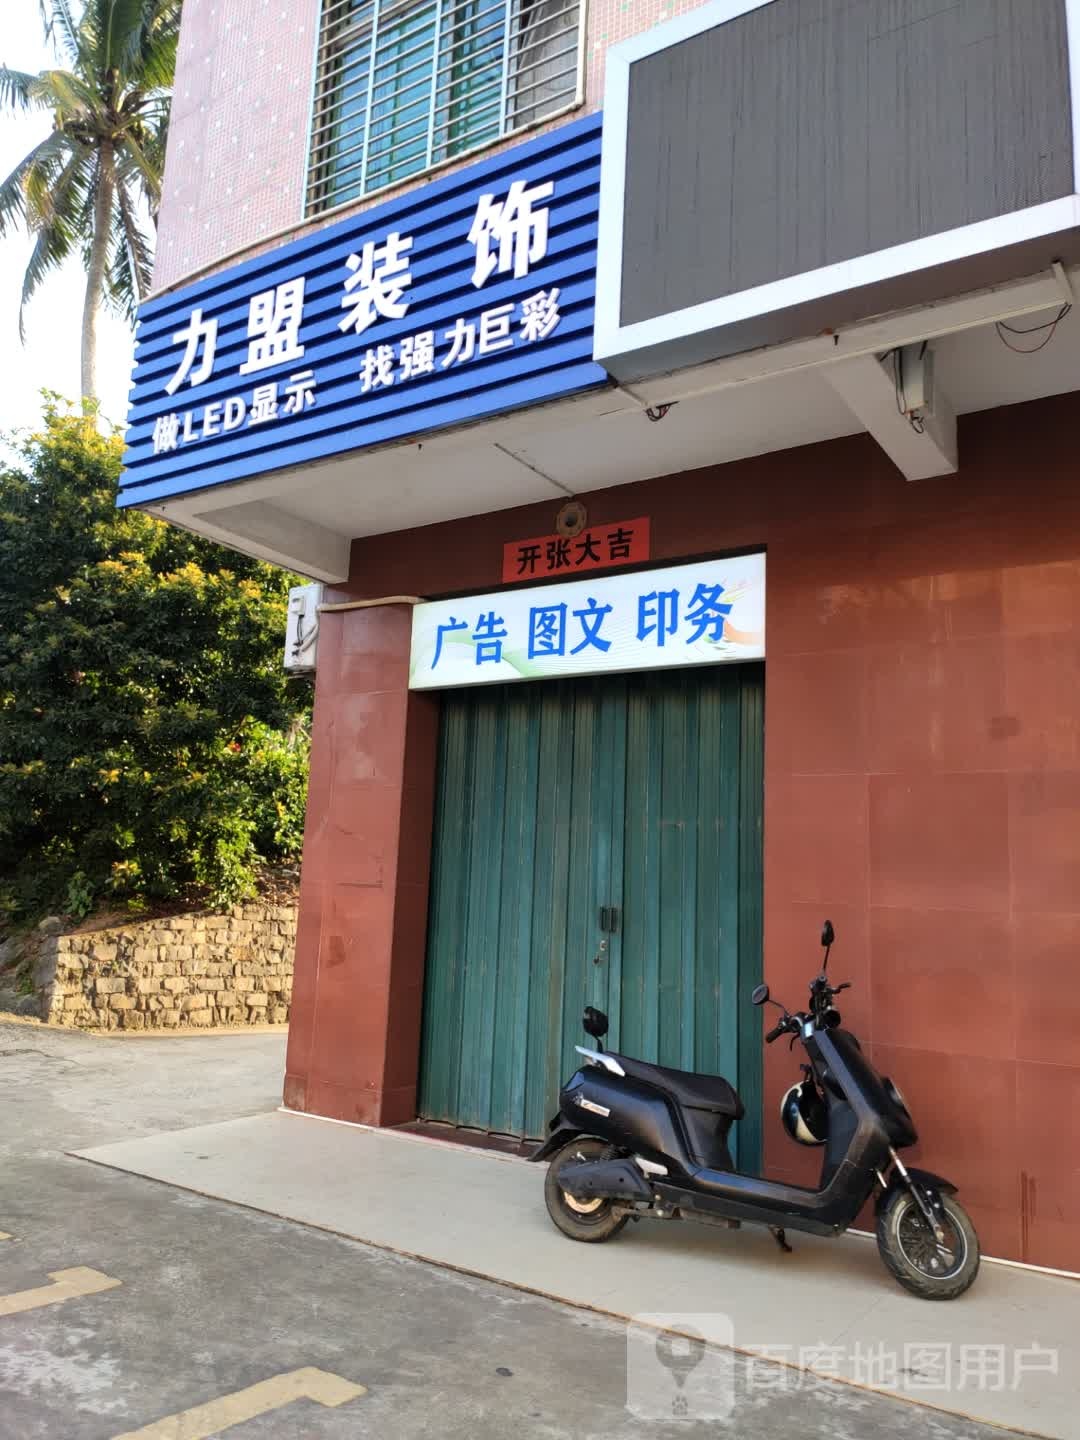 力盟装饰
做LED显示 找强力巨彩
开张大吉
广告 图文 印务
百度地图用户